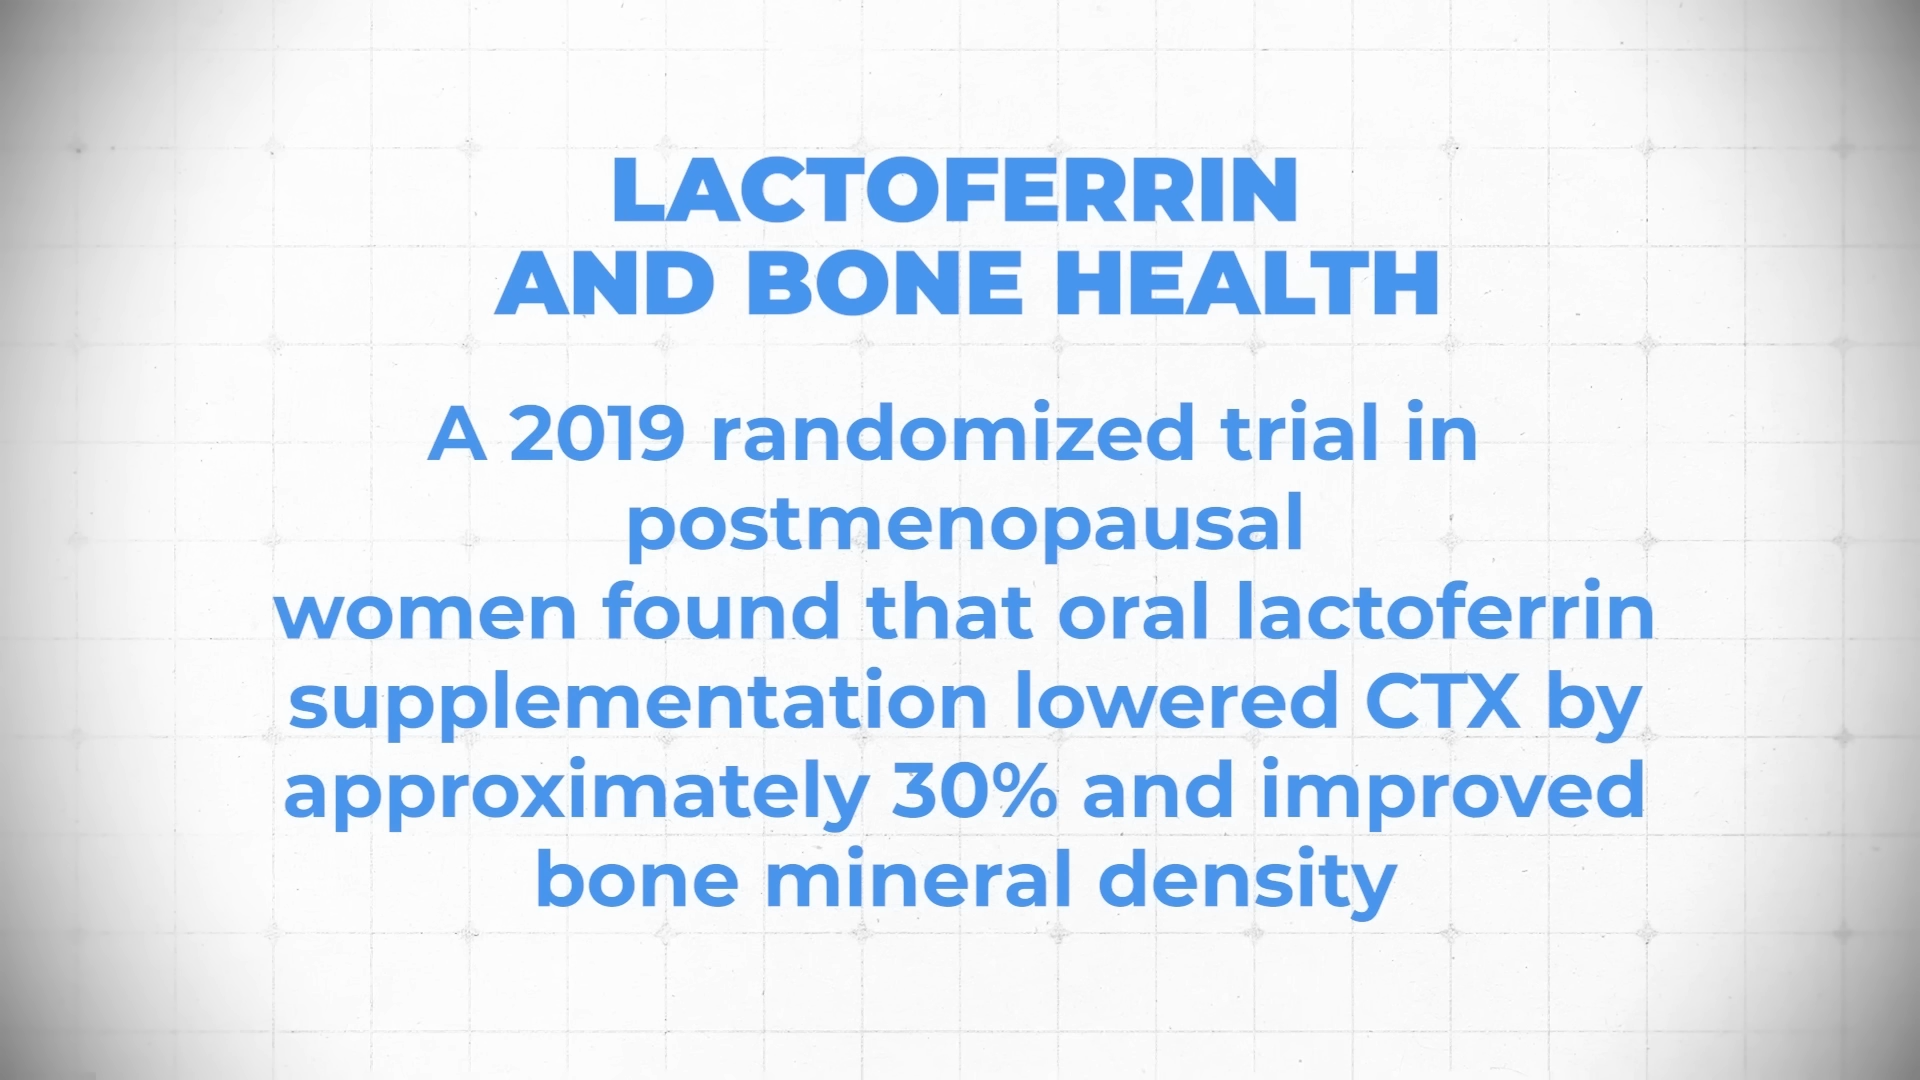 LACTOFERRIN
AND BONE HEALTH
A 2019 randomized trial in
postmenopausal
women found that oral lactoferrin
supplementation lowered CTX by
approximately 30% and improved
bone mineral density